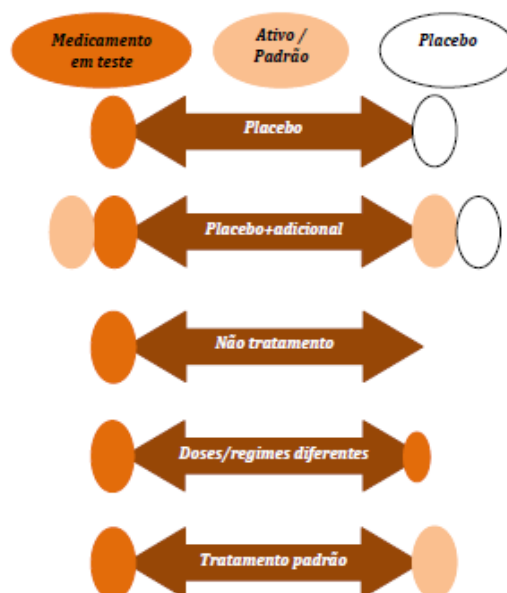 Medicamento
em teste
Ativo /
Padrão
Placebo
Placebo
Placebo+adicional
Não tratamento
Doses/regimes diferentes
Tratamento padrão